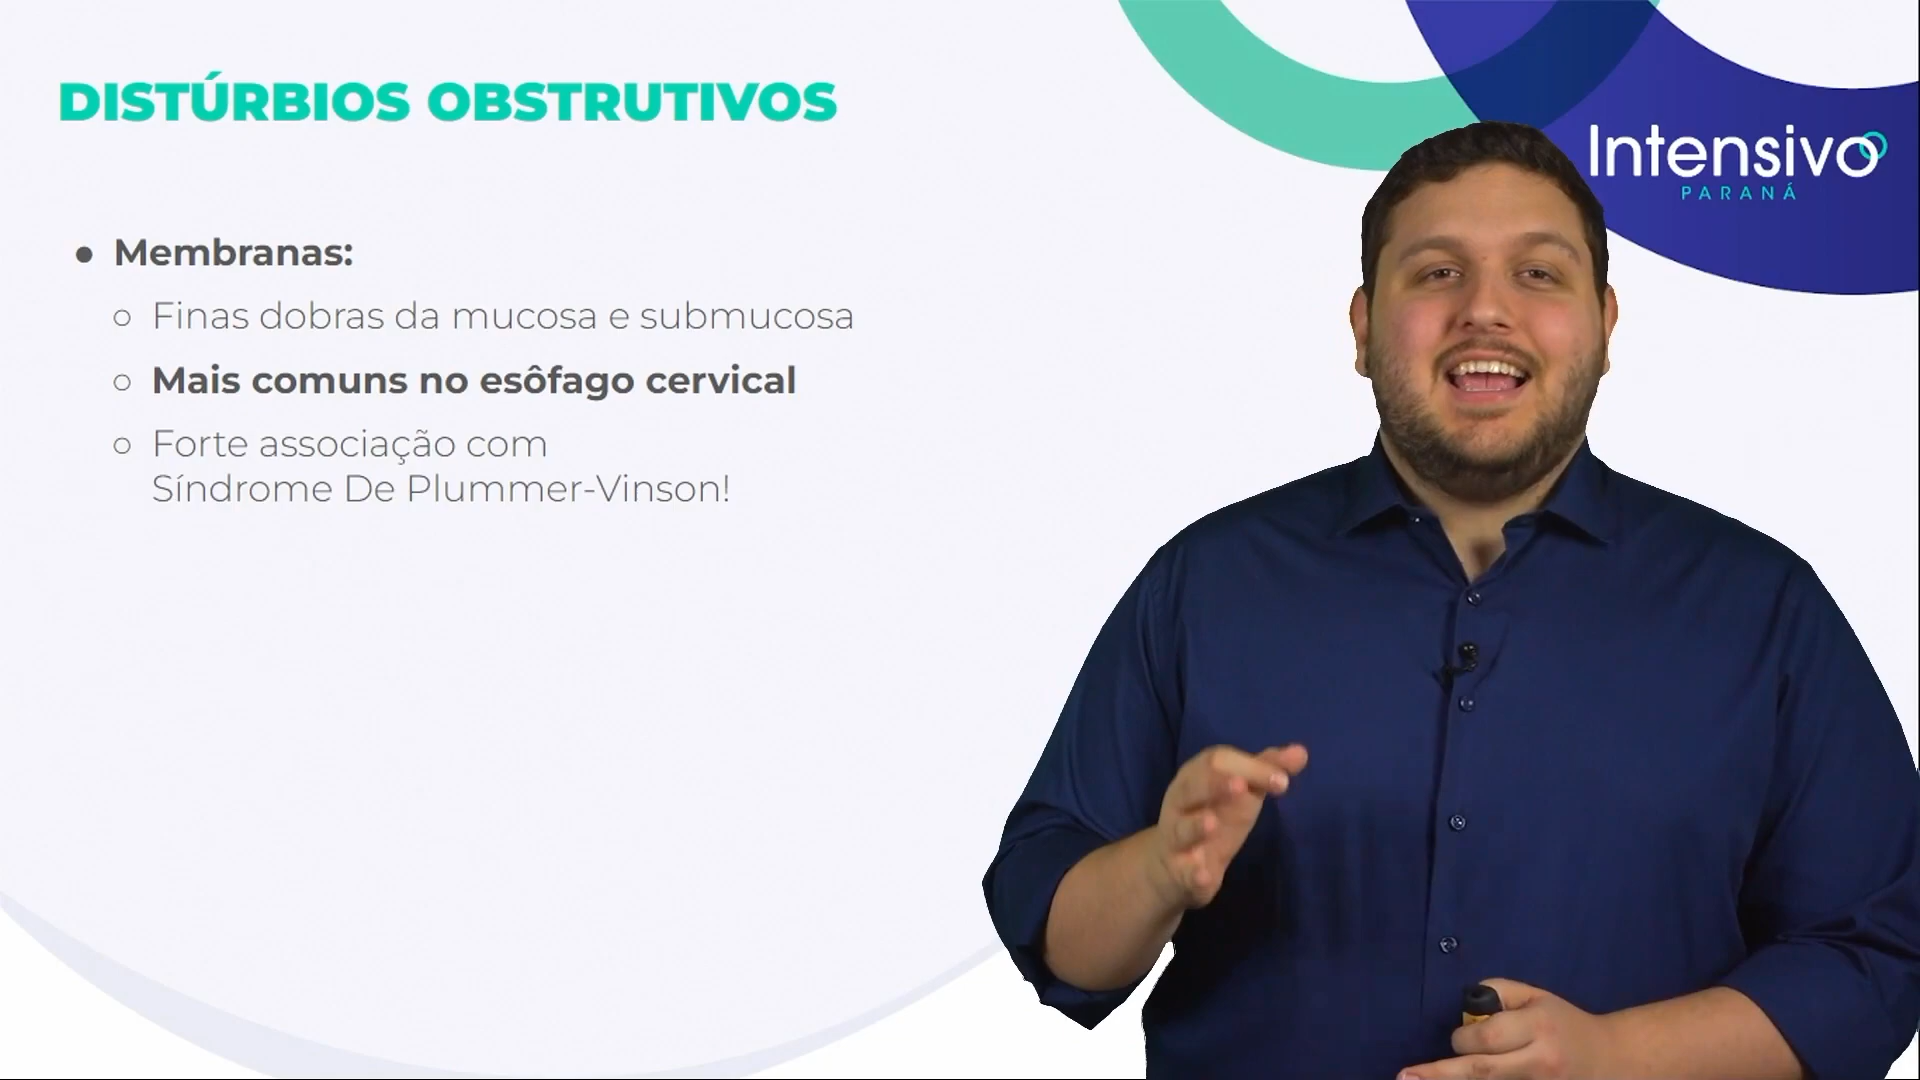 DISTÚRBIOS OBSTRUTIVOS
Intensivo
PARANÁ
● Membranas:
○ Finas dobras da mucosa e submucosa
○ Mais comuns no esôfago cervical
○ Forte associação com
Síndrome De Plummer-Vinson!